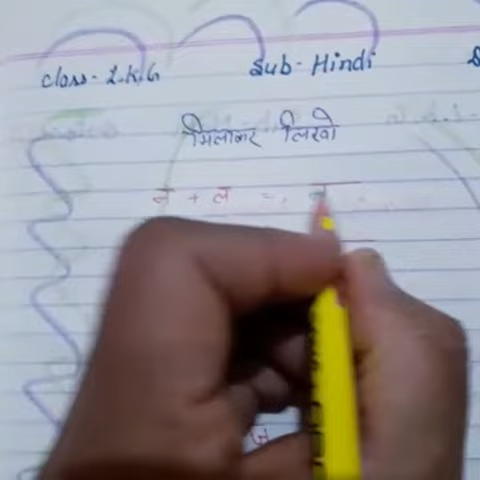 Class - L.K.G Sub - Hindi
मिलाकर लिखो
न + ल = न